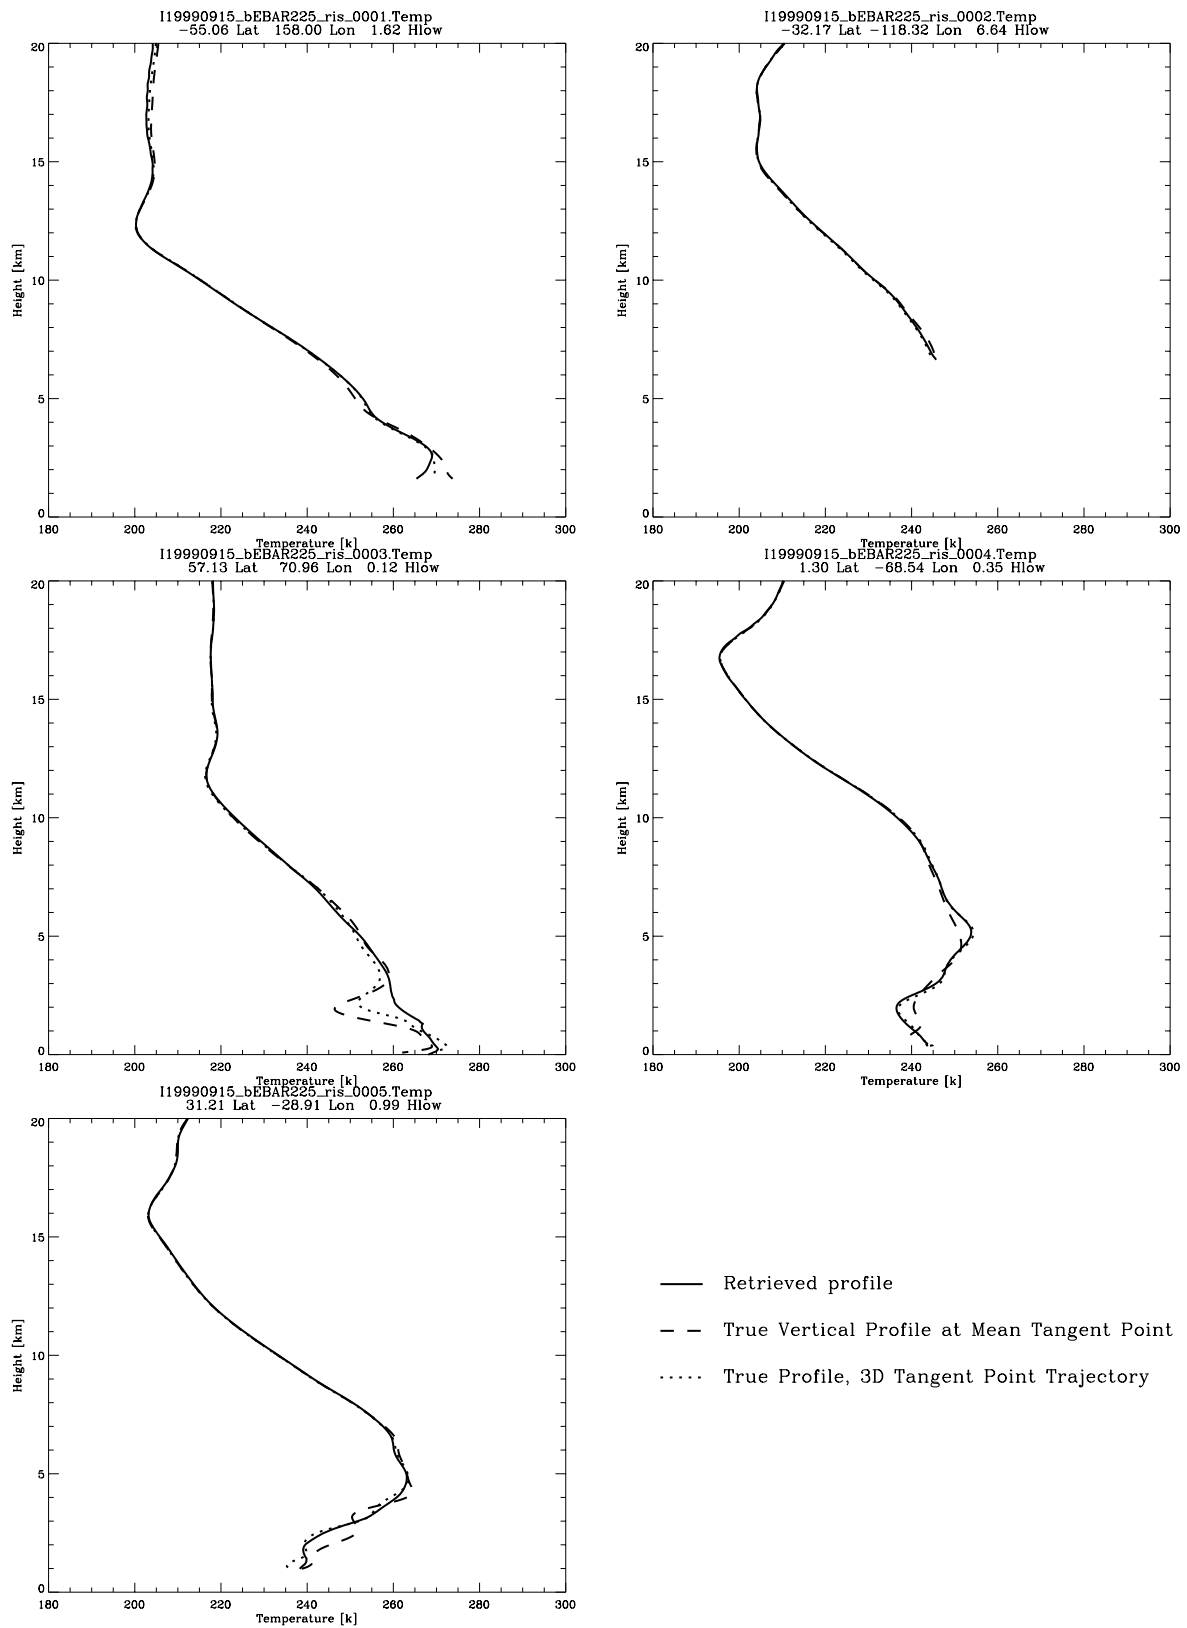 I19990915_bEBAR225_ris_0001.Temp
-55.06 Lat 158.00 Lon 1.62 Hlow
20
15
10
5
0
Height [km]
180 200 220 240 260 280 300
Temperature [k]
I19990915_bEBAR225_ris_0002.Temp
-32.17 Lat -118.32 Lon 6.64 Hlow
20
15
10
5
0
Height [km]
180 200 220 240 260 280 300
Temperature [k]
I19990915_bEBAR225_ris_0003.Temp
57.13 Lat 70.96 Lon 0.12 Hlow
20
15
10
5
0
Height [km]
180 200 220 240 260 280 300
Temperature [k]
I19990915_bEBAR225_ris_0004.Temp
1.30 Lat -68.54 Lon 0.35 Hlow
20
15
10
5
0
Height [km]
180 200 220 240 260 280 300
Temperature [k]
I19990915_bEBAR225_ris_0005.Temp
31.21 Lat -28.91 Lon 0.99 Hlow
20
15
10
5
0
Height [km]
180 200 220 240 260 280 300
Temperature [k]
Retrieved profile
True Vertical Profile at Mean Tangent Point
True Profile, 3D Tangent Point Trajectory